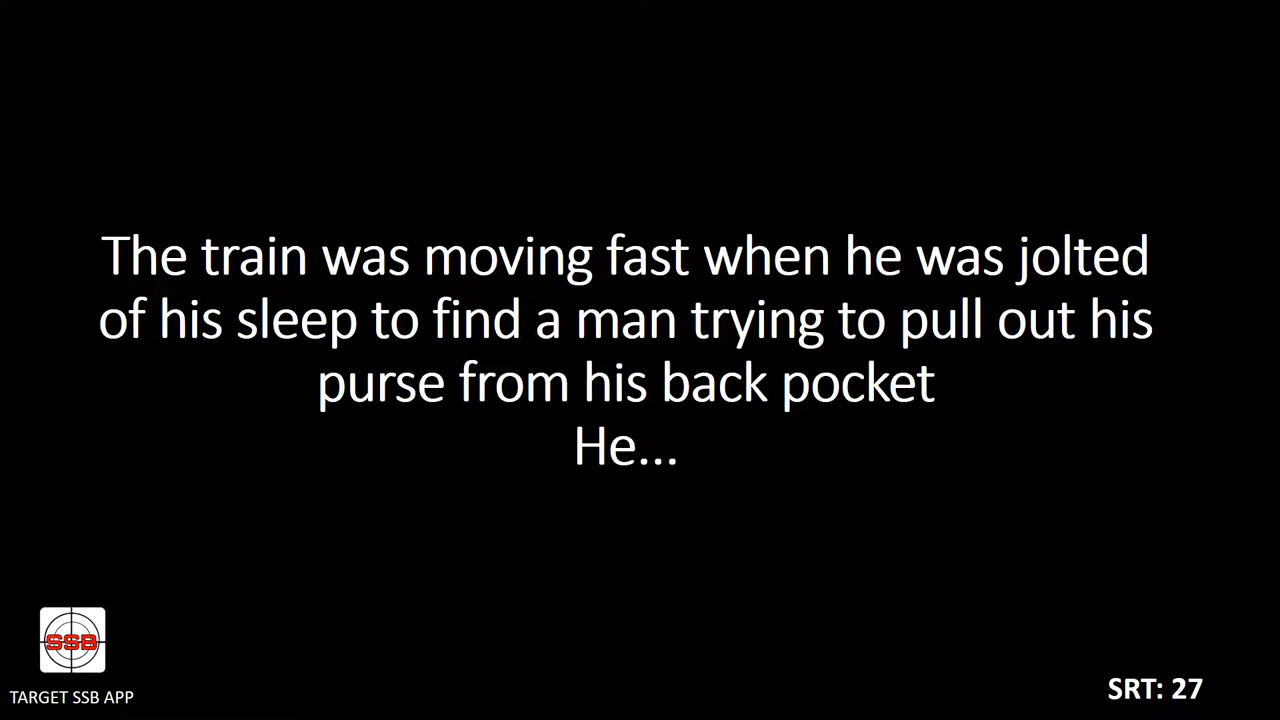 The train was moving fast when he was jolted
of his sleep to find a man trying to pull out his
purse from his back pocket
He...
SSB
TARGET SSB APP
SRT: 27